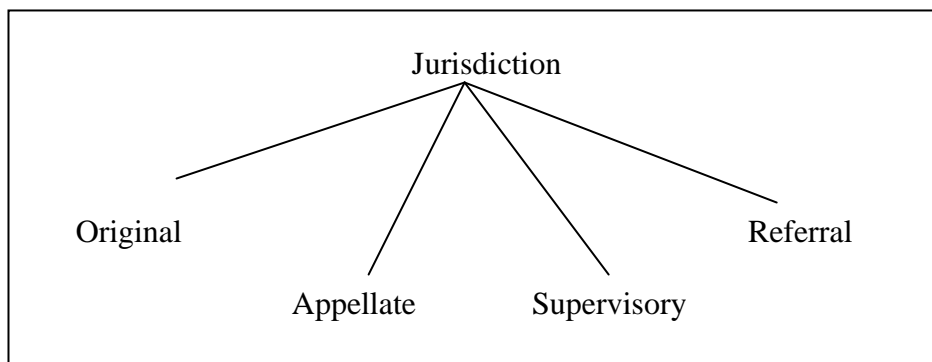 Jurisdiction
Original
Referral
Appellate
Supervisory